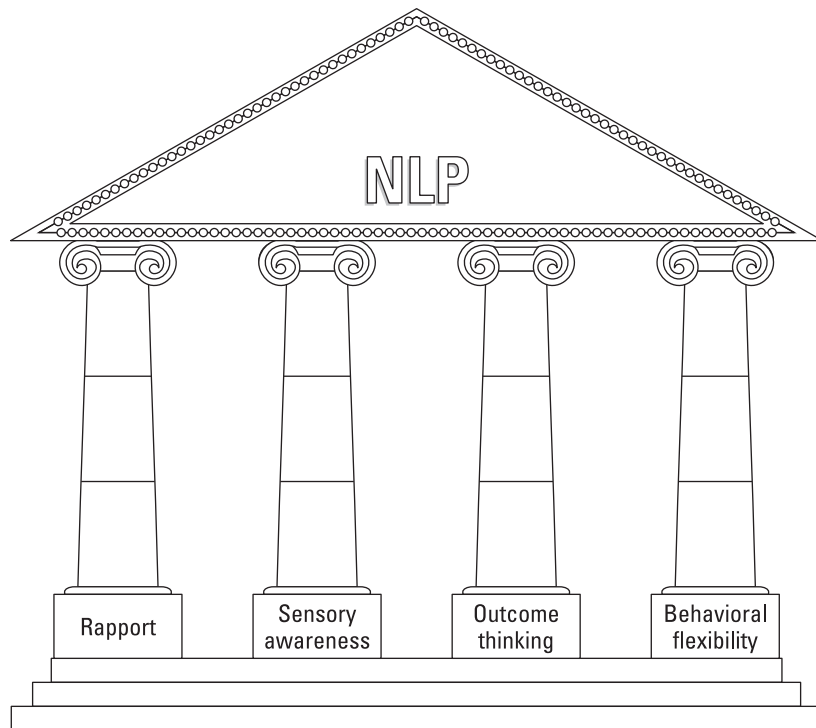 NLP
Rapport
Sensory
awareness
Outcome
thinking
Behavioral
flexibility